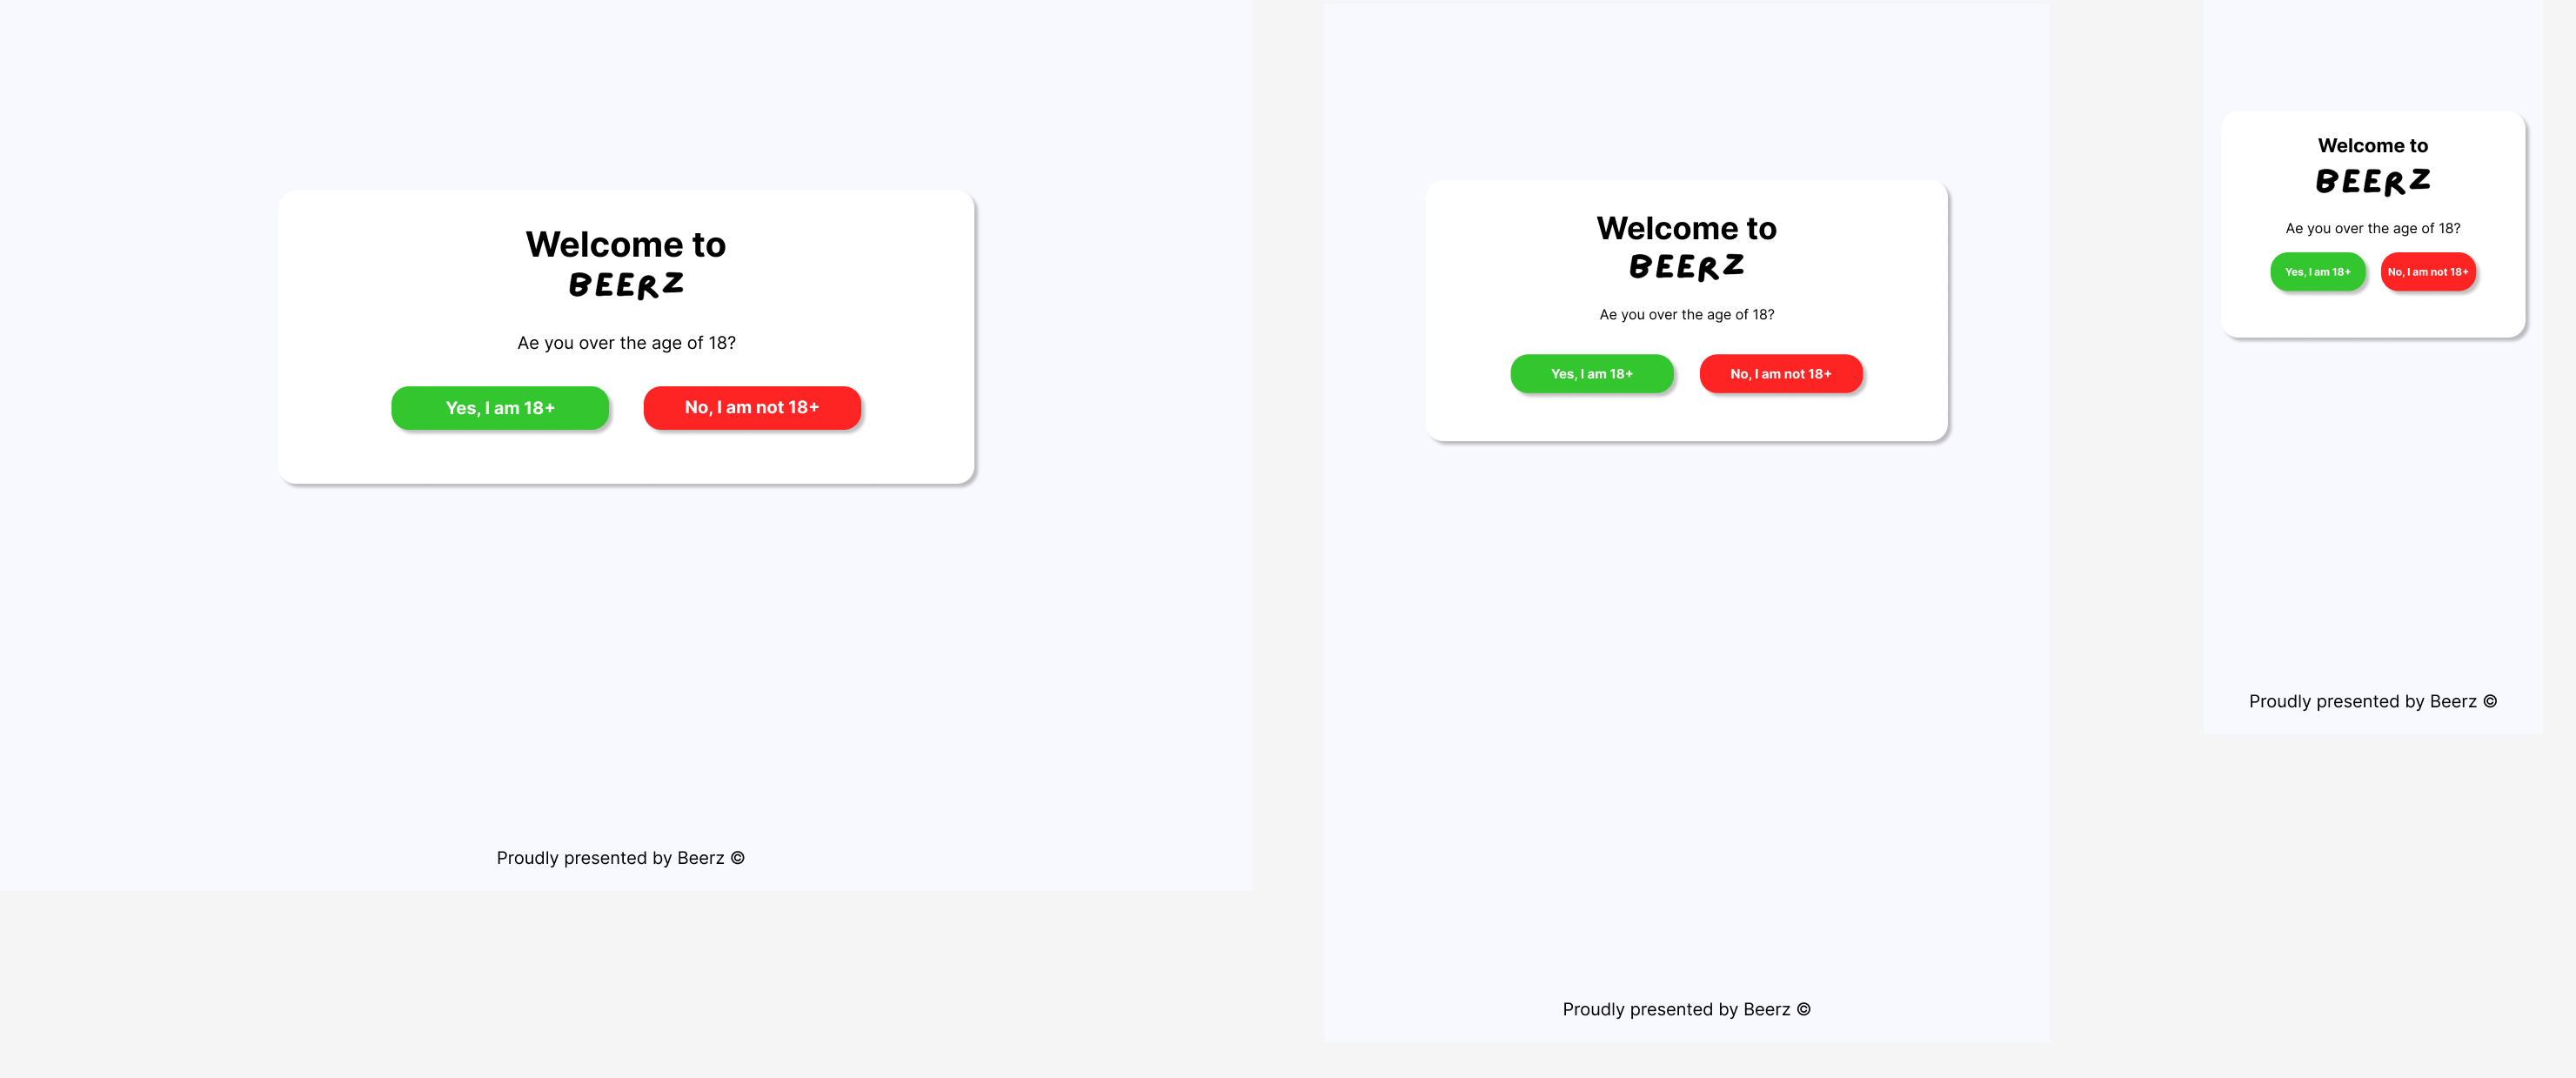 Welcome to
BEERZ
Ae you over the age of 18?
Yes, I am 18+
No, I am not 18+
Proudly presented by Beerz ©
Welcome to
BEERZ
Ae you over the age of 18?
Yes, I am 18+
No, I am not 18+
Proudly presented by Beerz ©
Welcome to
BEERZ
Ae you over the age of 18?
Yes, I am 18+
No, I am not 18+
Proudly presented by Beerz ©